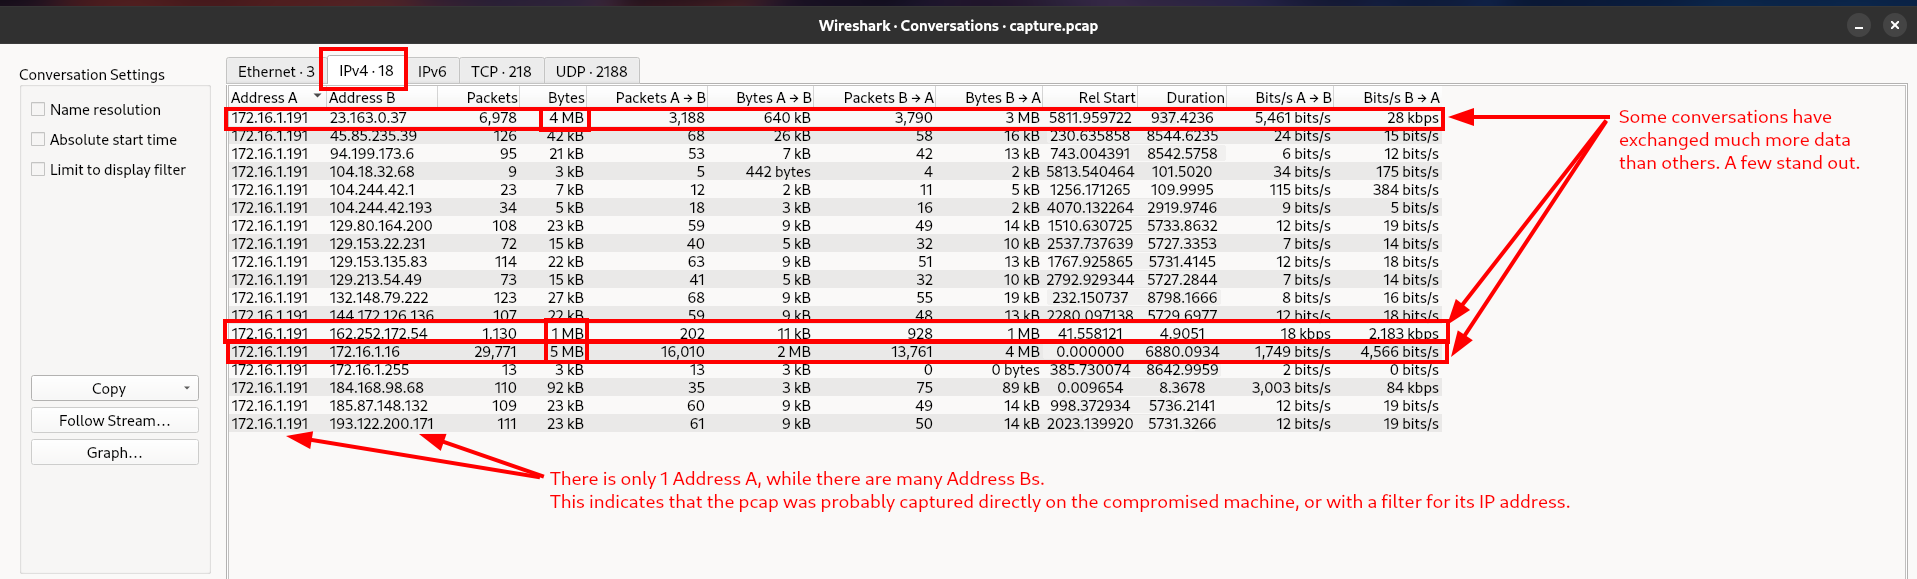 Wireshark · Conversations · capture.pcap
Conversation Settings
Name resolution
Absolute start time
Limit to display filter
Copy
Follow Stream…
Graph…
Ethernet · 3 IPv4 · 18 IPv6 TCP · 218 UDP · 2188
Address A Address B Packets Bytes Packets A → B Bytes A → B Packets B → A Bytes B → A Rel Start Duration Bits/s A → B Bits/s B → A
172.16.1.191 23.163.0.37 6,978 4 MB 3,188 640 kB 3,790 3 MB 5811.959722 937.4236 5,461 bits/s 28 kbps
172.16.1.191 45.85.235.39 126 42 kB 68 26 kB 58 16 kB 230.635858 8544.6235 24 bits/s 15 bits/s
172.16.1.191 94.199.173.6 95 21 kB 53 7 kB 42 13 kB 743.004391 8542.5758 6 bits/s 12 bits/s
172.16.1.191 104.18.32.68 9 3 kB 5 442 bytes 4 2 kB 5813.540464 101.5020 34 bits/s 175 bits/s
172.16.1.191 104.244.42.1 23 7 kB 12 2 kB 11 5 kB 1256.171265 109.9995 115 bits/s 384 bits/s
172.16.1.191 104.244.42.193 34 5 kB 18 3 kB 16 2 kB 4070.132264 2919.9746 9 bits/s 5 bits/s
172.16.1.191 129.80.164.200 108 23 kB 59 9 kB 49 14 kB 1510.630725 5733.8632 12 bits/s 19 bits/s
172.16.1.191 129.153.22.231 72 15 kB 40 5 kB 32 10 kB 2537.737639 5727.3353 7 bits/s 14 bits/s
172.16.1.191 129.153.135.83 114 22 kB 63 9 kB 51 13 kB 1767.925865 5731.4145 12 bits/s 18 bits/s
172.16.1.191 129.213.54.49 73 15 kB 41 5 kB 32 10 kB 2792.929344 5727.2844 7 bits/s 14 bits/s
172.16.1.191 132.148.79.222 123 27 kB 68 9 kB 55 19 kB 232.150737 8798.1666 8 bits/s 16 bits/s
172.16.1.191 144.172.126.136 107 22 kB 59 9 kB 48 13 kB 2280.097138 5729.6977 12 bits/s 18 bits/s
172.16.1.191 162.252.172.54 1,130 1 MB 202 11 kB 928 1 MB 41.558121 4.9051 18 kbps 2,183 kbps
172.16.1.191 172.16.1.16 29,771 5 MB 16,010 2 MB 13,761 4 MB 0.000000 6880.0934 1,749 bits/s 4,566 bits/s
172.16.1.191 172.16.1.255 13 3 kB 13 3 kB 0 0 bytes 385.730074 8642.9959 2 bits/s 0 bits/s
172.16.1.191 184.168.98.68 110 92 kB 35 3 kB 75 89 kB 0.009654 8.3678 3,003 bits/s 84 kbps
172.16.1.191 185.87.148.132 109 23 kB 60 9 kB 49 14 kB 998.372934 5736.2141 12 bits/s 19 bits/s
172.16.1.191 193.122.200.171 111 23 kB 61 9 kB 50 14 kB 2023.139920 5731.3266 12 bits/s 19 bits/s
Some conversations have
exchanged much more data
than others. A few stand out.
There is only 1 Address A, while there are many Address Bs.
This indicates that the pcap was probably captured directly on the compromised machine, or with a filter for its IP address.